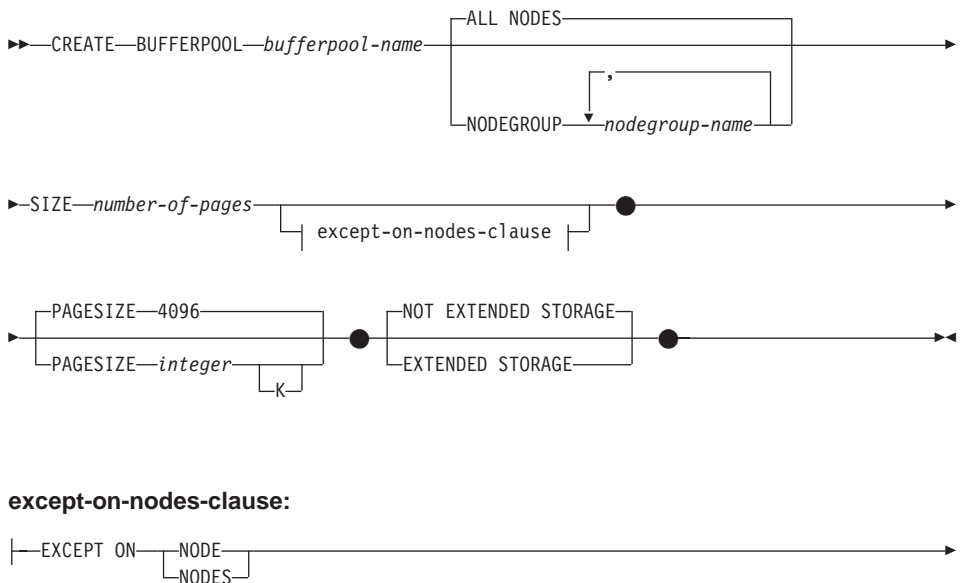 ALL NODES
CREATE BUFFERPOOL bufferpool-name
,
NODEGROUP nodegroup-name
SIZE number-of-pages
except-on-nodes-clause
PAGESIZE 4096 NOT EXTENDED STORAGE
PAGESIZE integer EXTENDED STORAGE
K
except-on-nodes-clause:
EXCEPT ON NODE
NODES